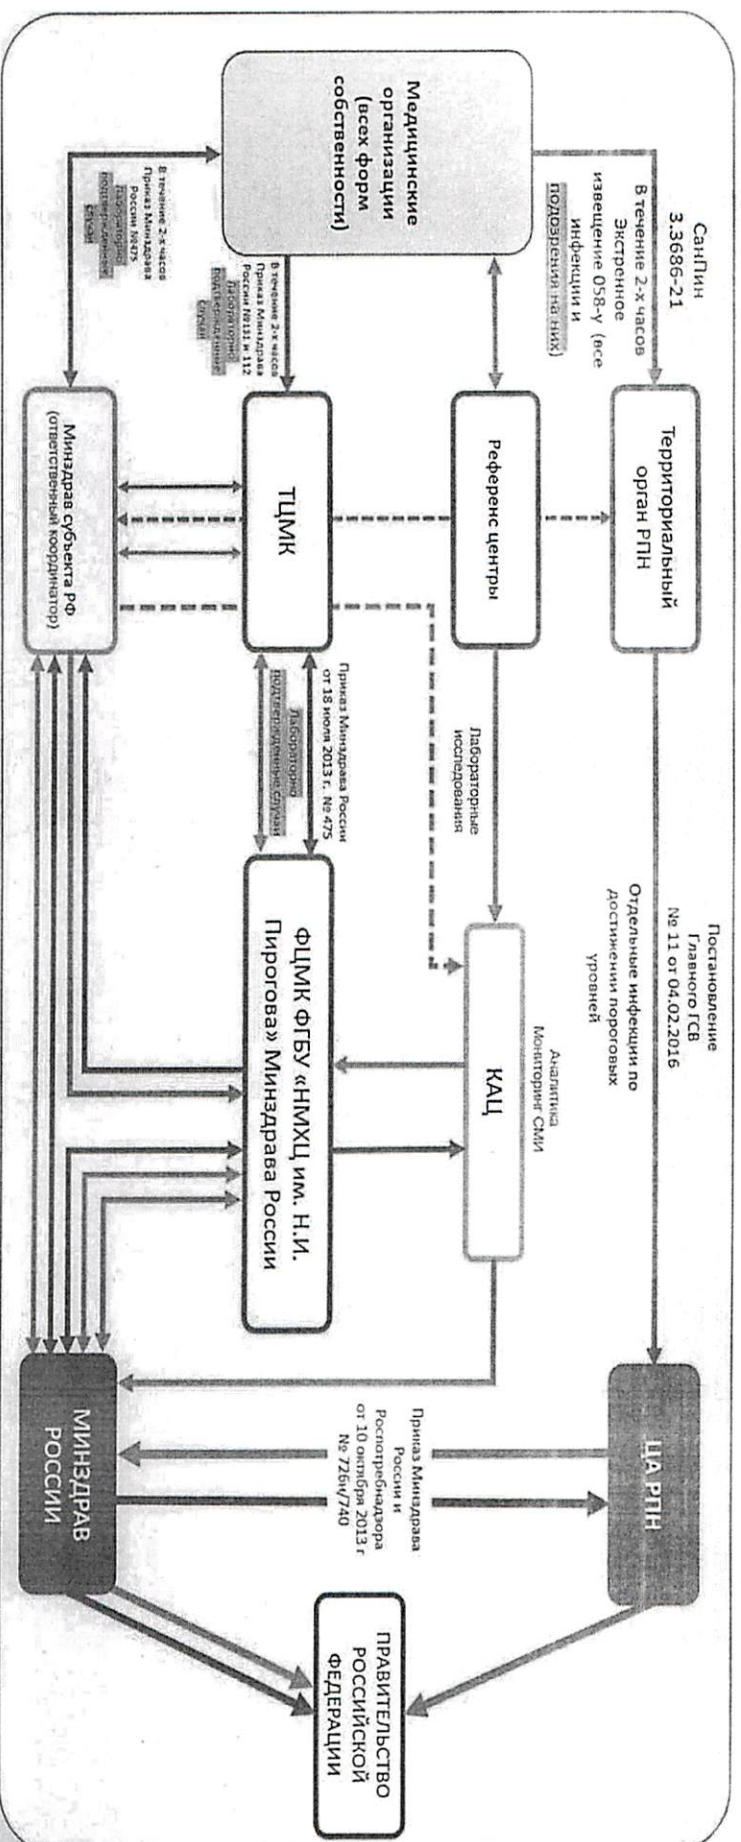 СанПин
3.3686-21
В течение 2-х часов
Экстренное
извещение 058-у (все
инфекции и
подозрения на них)
Медицинские
организации
(всех форм
собственности)
В течение 2-х часов
Приказ Минздрава
России №131 и 112
Лабораторно
подтвержденные
случаи
В течение 2-х часов
Приказ Минздрава
России №475
Лабораторно
подтвержденные
случаи
Территориальный
орган РПН
Референс центры
ТЦМК
Минздрав субъекта РФ
(ответственный координатор)
Лабораторные
исследования
Приказ Минздрава России
от 18 июля 2013 г. № 475
Лабораторно
подтвержденные случаи
Постановление
Главного ГСВ
№ 11 от 04.02.2016
Отдельные инфекции по
достижении пороговых
уровней
Аналитика
Мониторинг СМИ
КАЦ
ФЦМК ФГБУ «НМХЦ им. Н.И.
Пирогова» Минздрава России
ЦА РПН
Приказ Минздрава
России и
Роспотребнадзора
от 10 октября 2013 г
№ 726н/740
МИНЗДРАВ
РОССИИ
ПРАВИТЕЛЬСТВО
РОССИЙСКОЙ
ФЕДЕРАЦИИ